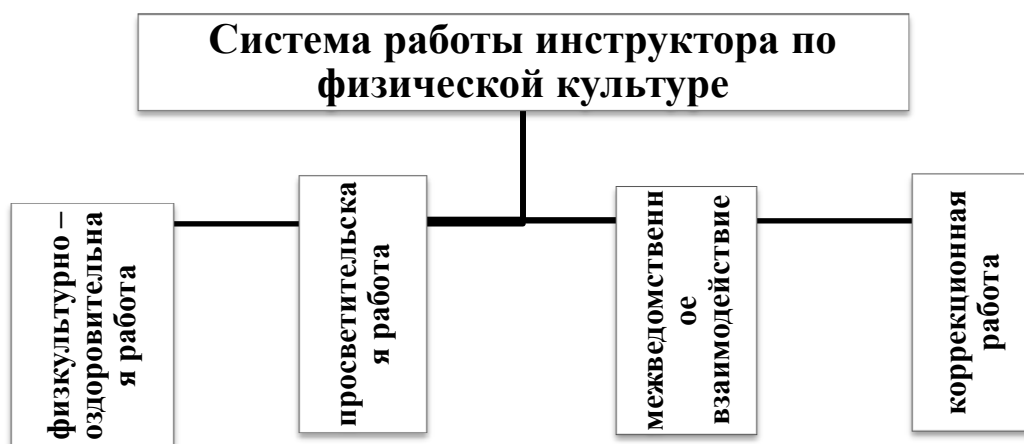 Система работы инструктора по
физической культуре
физкультурно –
оздоровительна
я работа
просветительска
я работа
межведомственн
ое
взаимодействие
коррекционная
работа